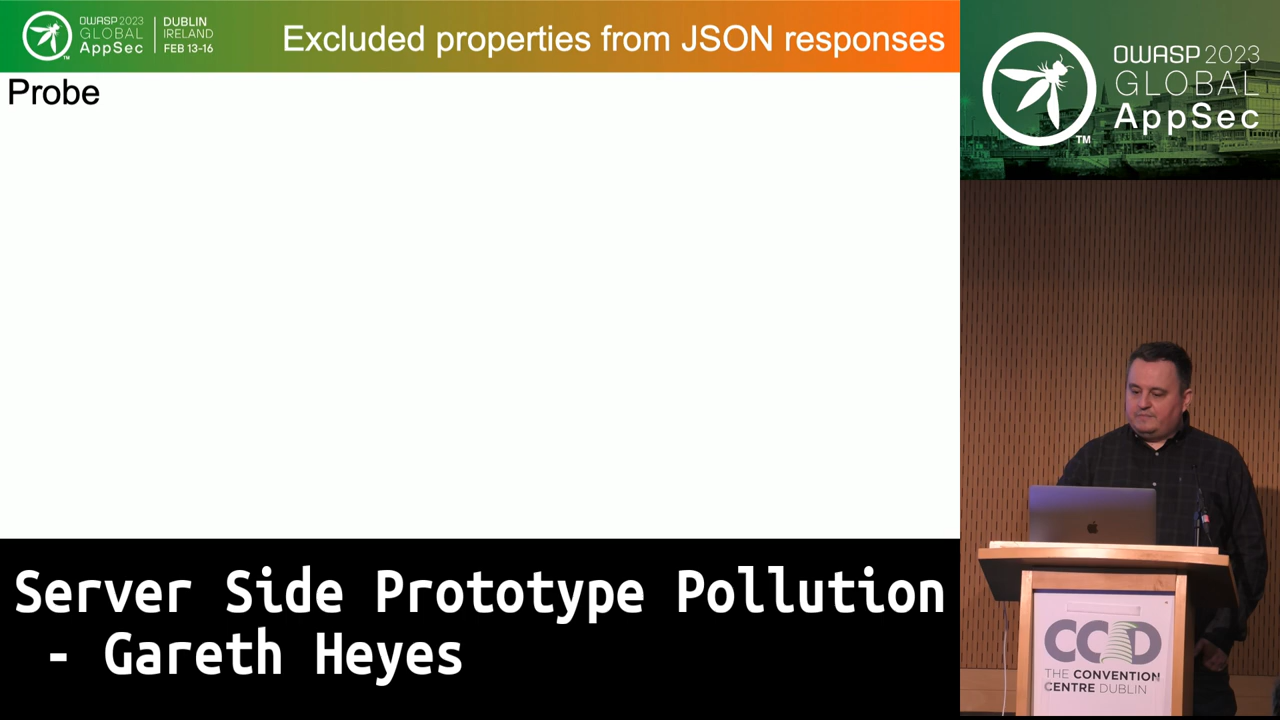 OWASP 2023
GLOBAL
AppSec
DUBLIN
IRELAND
FEB 13-16
Excluded properties from JSON responses
Probe
OWASP 2023
GLOBAL
AppSec
TM
Server Side Prototype Pollution
- Gareth Heyes
CCD
THE CONVENTION
CENTRE DUBLIN